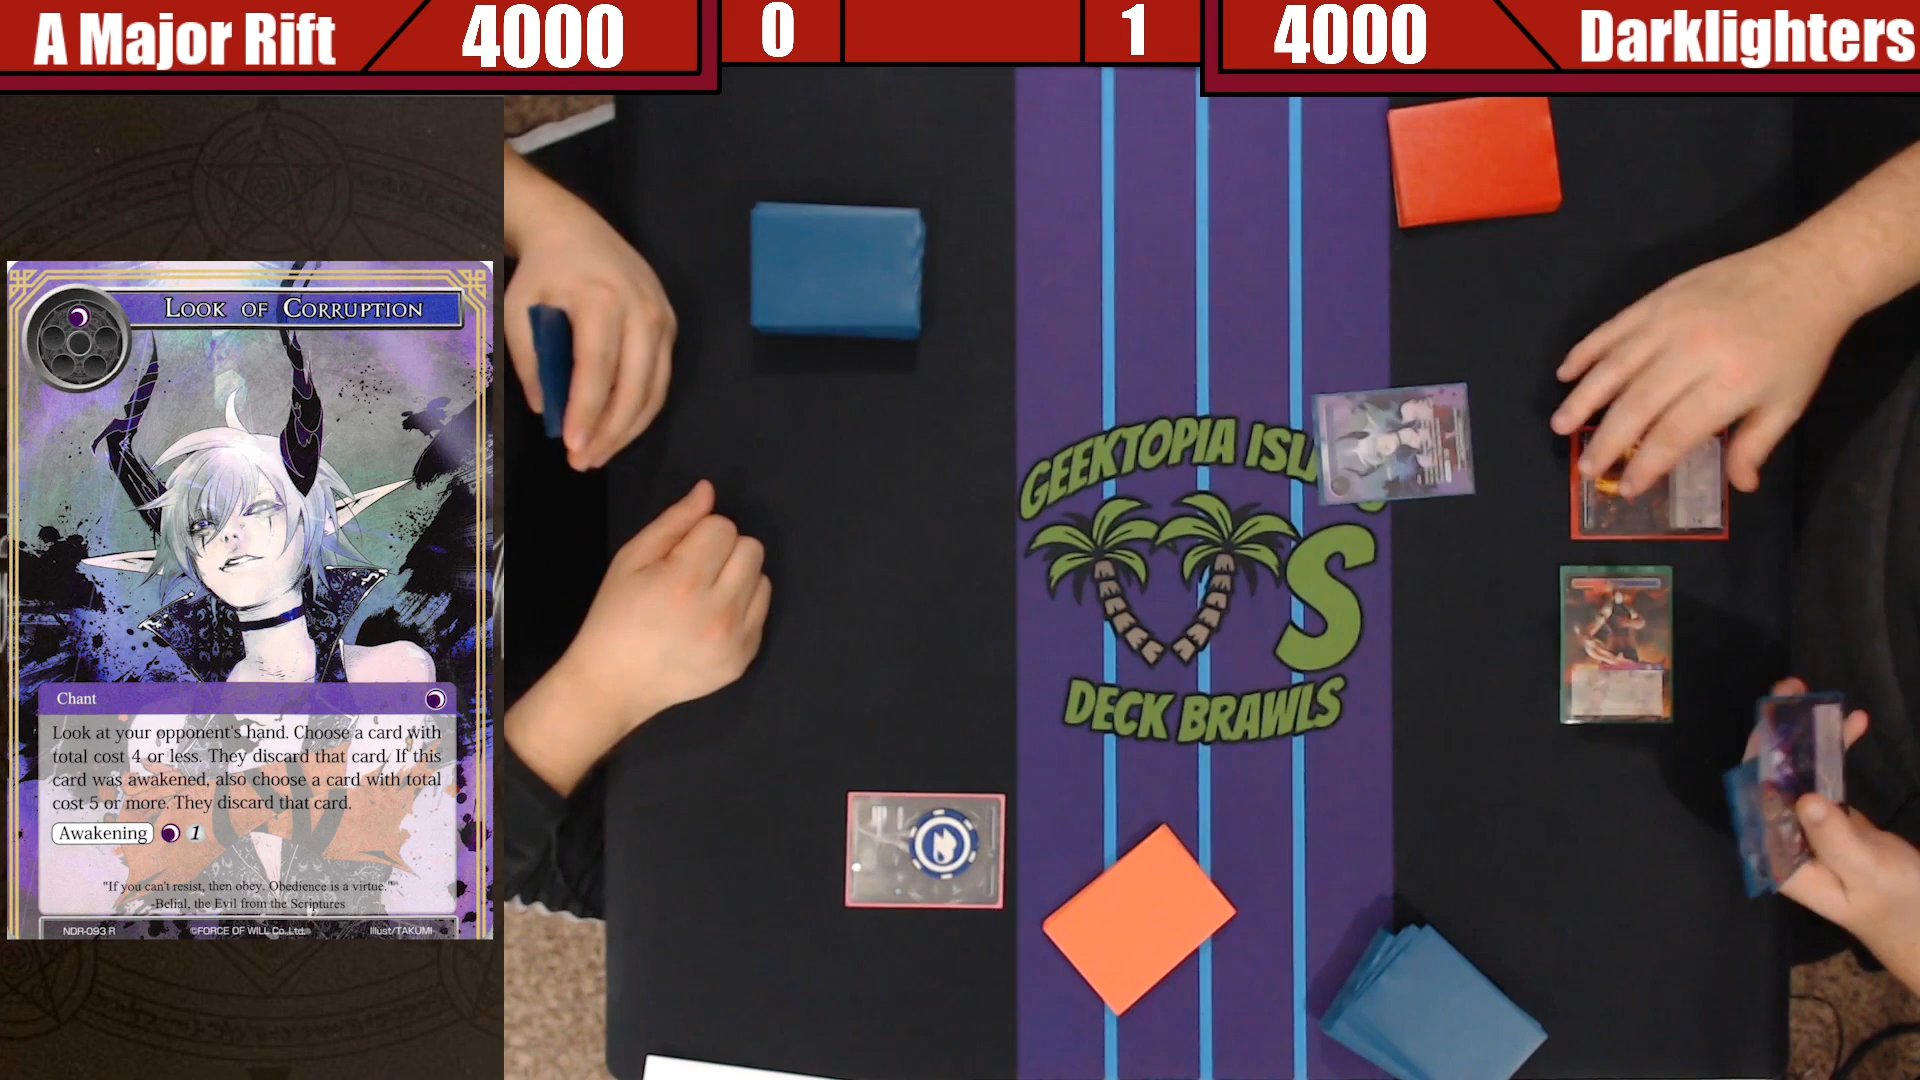 A Major Rift
4000
0
1
4000
Darklighters
LOOK OF CORRUPTION
Chant
Look at your opponent's hand. Choose a card with
total cost 4 or less. They discard that card. If this
card was awakened, also choose a card with total
cost 5 or more. They discard that card.
Awakening 1
"If you can't resist, then obey. Obedience is a virtue."
-Belial, the Evil from the Scriptures
NDR-093 R ©FORCE OF WILL Co.,Ltd. Illust/TAKUMI
GEEKTOPIA ISL
S
DECK BRAWLS